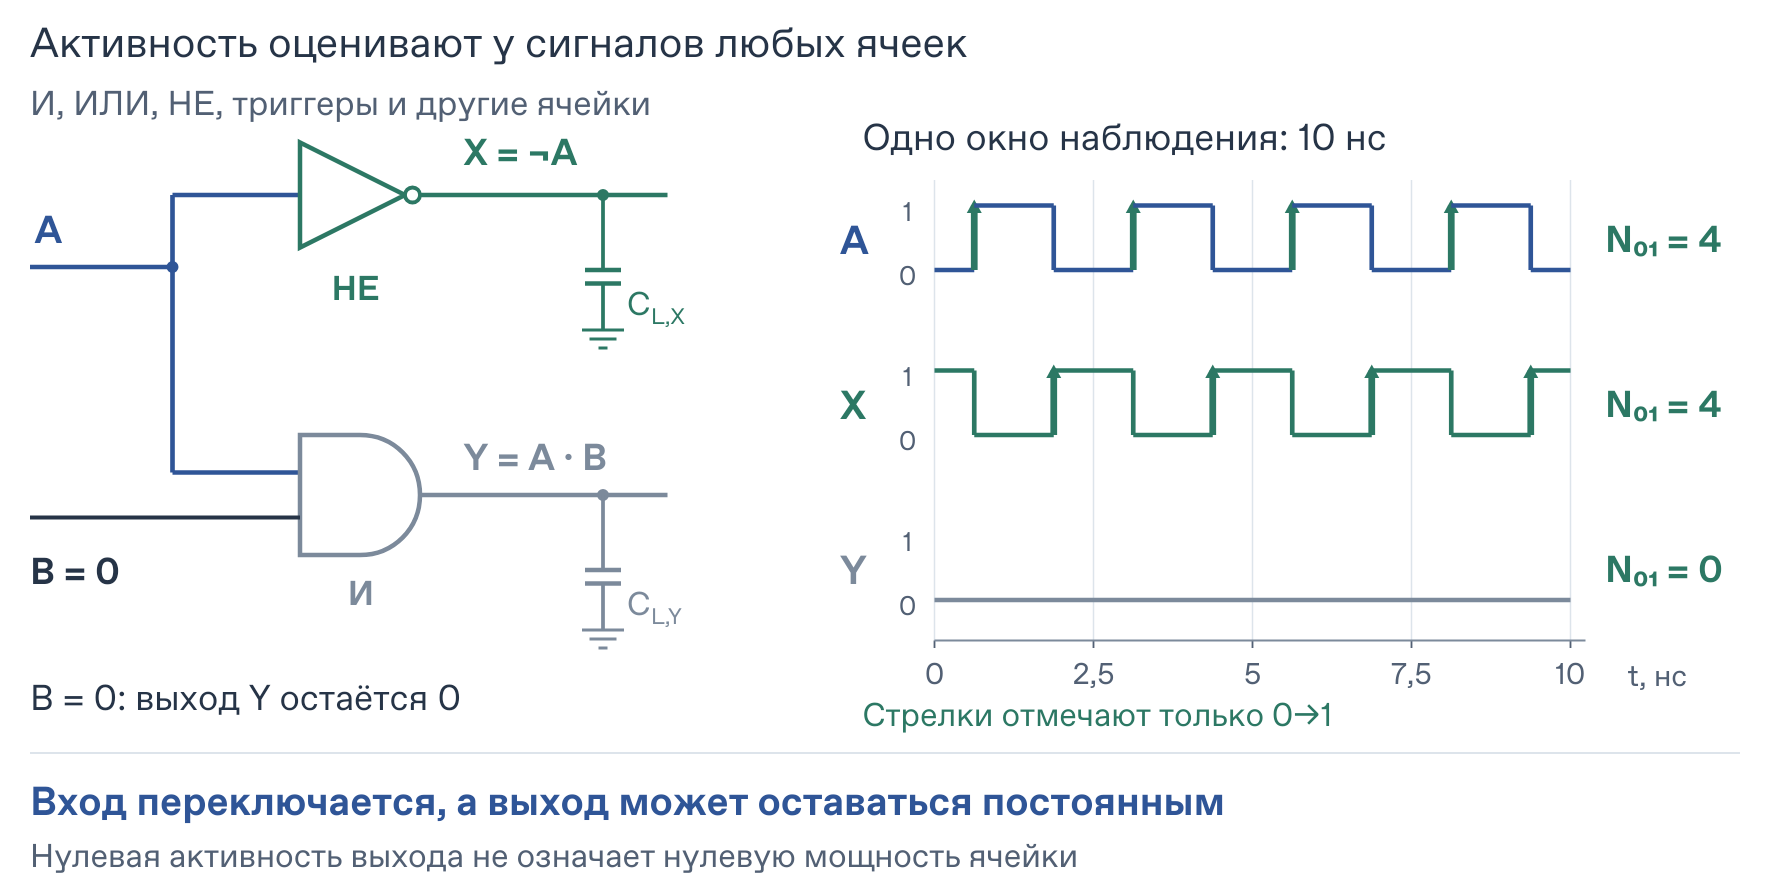 Активность оценивают у сигналов любых ячеек
И, ИЛИ, НЕ, триггеры и другие ячейки
A
X = ¬A
НЕ
C_L,X
Y = A · B
B = 0
И
C_L,Y
B = 0: выход Y остаётся 0
Одно окно наблюдения: 10 нс
A
1
0
N₀₁ = 4
X
1
0
N₀₁ = 4
Y
1
0
N₀₁ = 0
0 2,5 5 7,5 10 t, нс
Стрелки отмечают только 0→1
Вход переключается, а выход может оставаться постоянным
Нулевая активность выхода не означает нулевую мощность ячейки